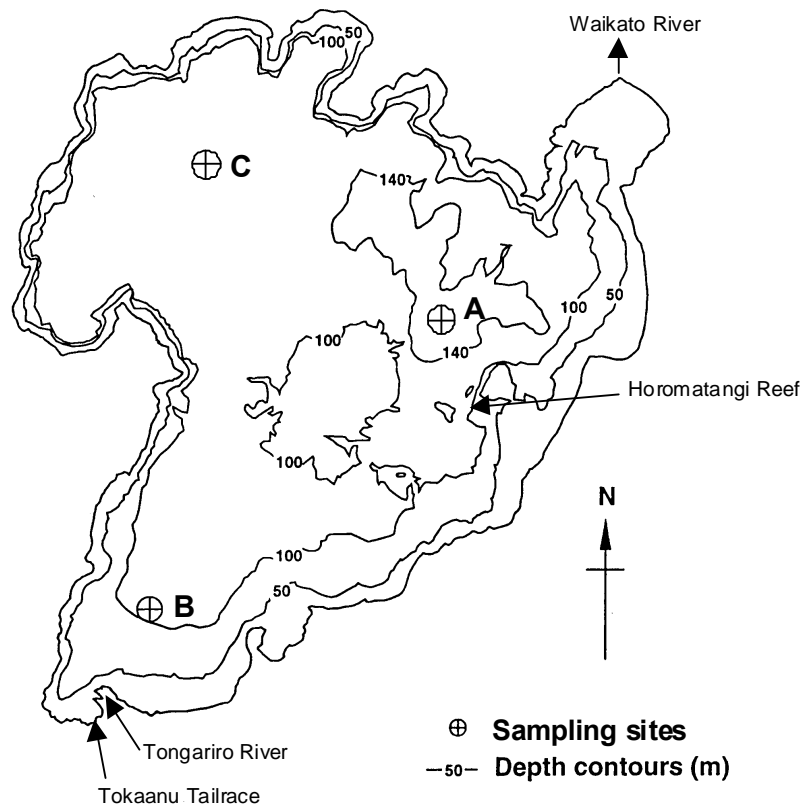 Waikato River
50
100
C
140
A
100
50
100
140
Horomatangi Reef
100
N
100
50
B
⊕ Sampling sites
Tongariro River
—50— Depth contours (m)
Tokaanu Tailrace